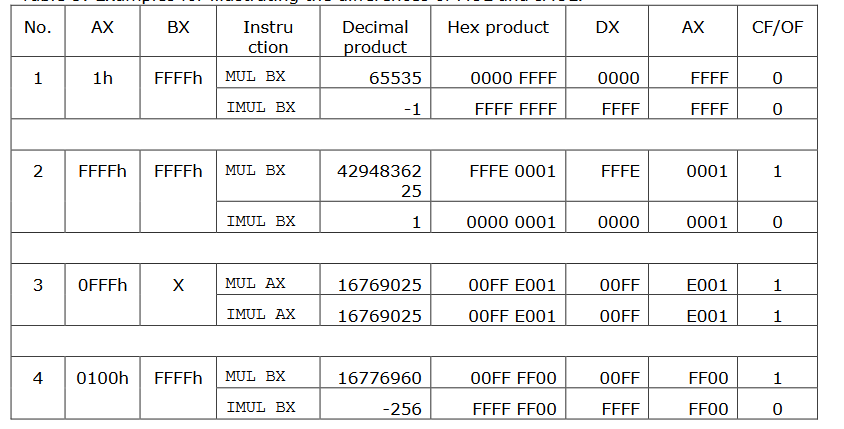 No. AX BX Instru Decimal Hex product DX AX CF/OF
ction product
1 1h FFFFh MUL BX 65535 0000 FFFF 0000 FFFF 0
IMUL BX -1 FFFF FFFF FFFF FFFF 0
2 FFFFh FFFFh MUL BX 42948362 FFFE 0001 FFFE 0001 1
25
IMUL BX 1 0000 0001 0000 0001 0
3 0FFFh X MUL AX 16769025 00FF E001 00FF E001 1
IMUL AX 16769025 00FF E001 00FF E001 1
4 0100h FFFFh MUL BX 16776960 00FF FF00 00FF FF00 1
IMUL BX -256 FFFF FF00 FFFF FF00 0